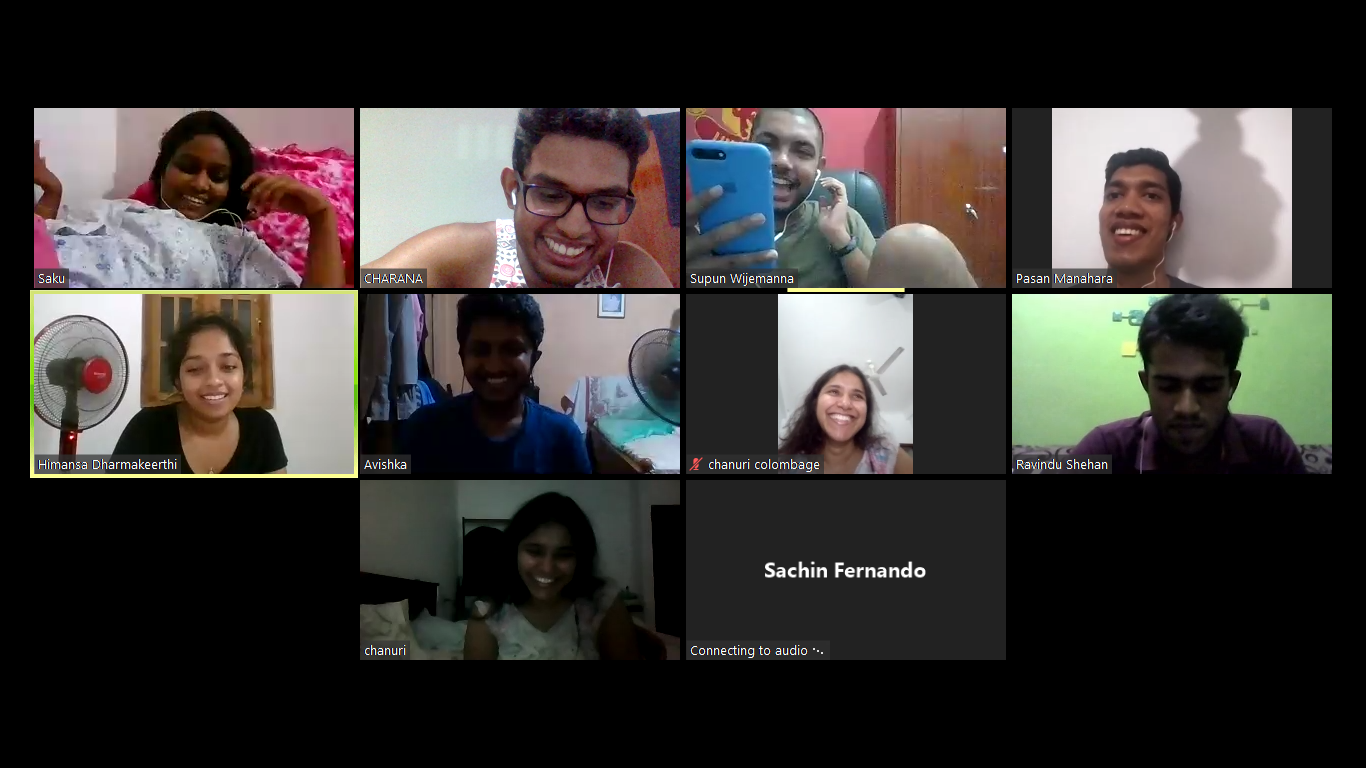 Saku
CHARANA
Supun Wijemanna
Pasan Manahara
Himansa Dharmakeerthi
Avishka
chanuri colombage
Ravindu Shehan
chanuri
Sachin Fernando
Connecting to audio